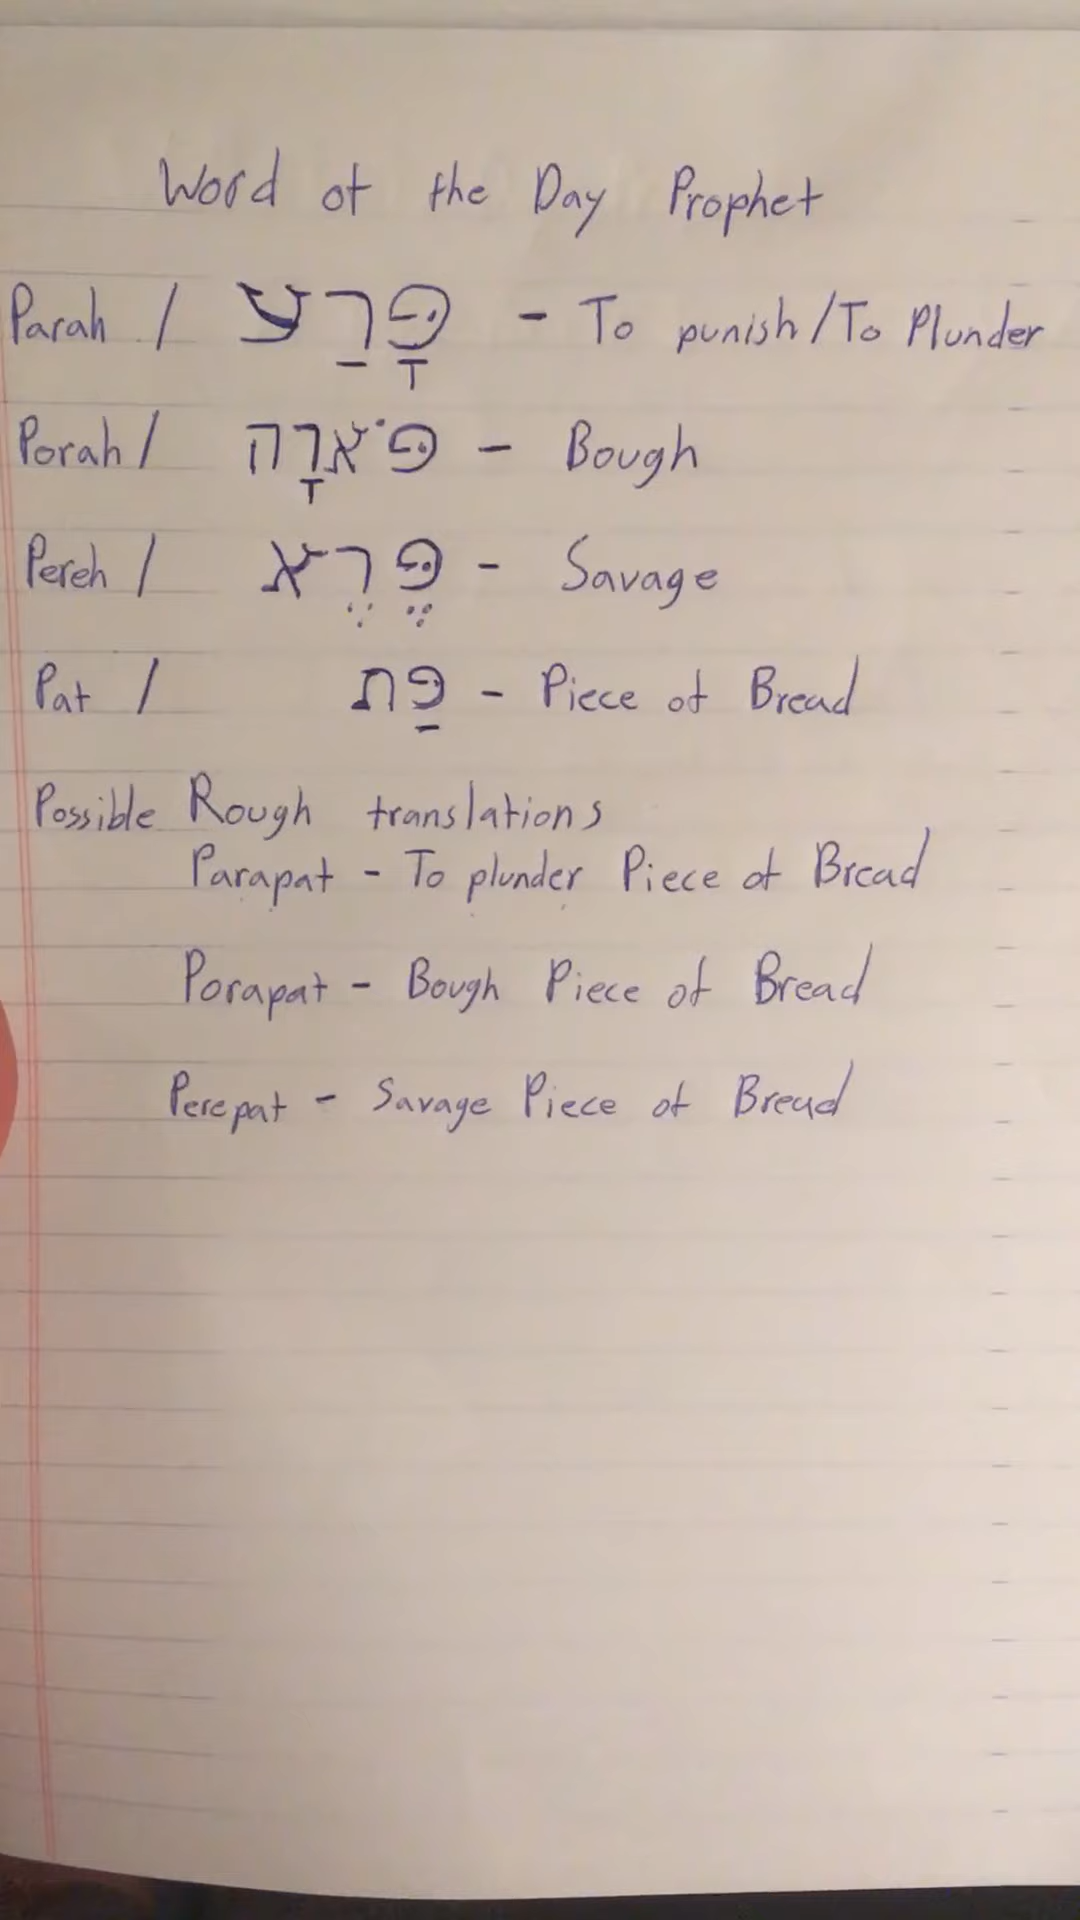 Word of the Day Prophet
Parah / פָּרַע - To punish/To Plunder
Porah/ פֹּארָה - Bough
Pereh / פֶּרֶא - Savage
Pat / פַּת - Piece of Bread
Possible Rough translations
Parapat - To plunder Piece of Bread
Porapat - Bough Piece of Bread
Perepat - Savage Piece of Bread